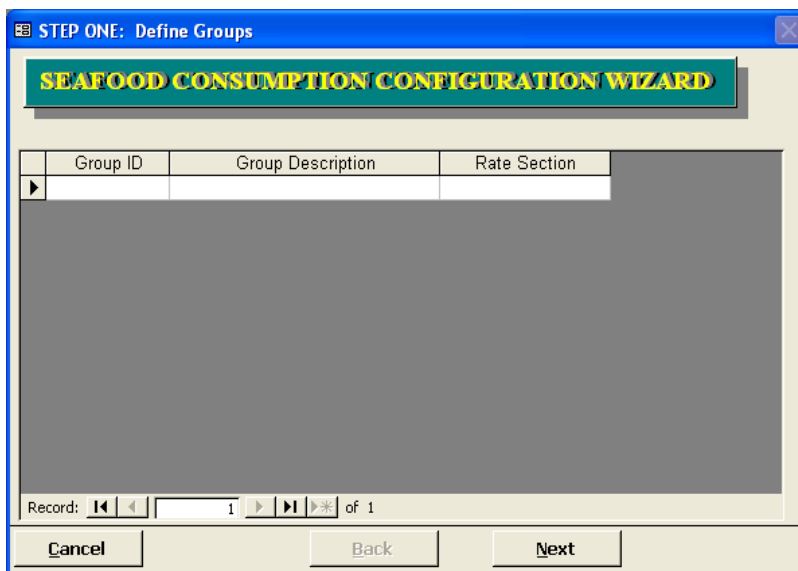 STEP ONE: Define Groups
SEAFOOD CONSUMPTION CONFIGURATION WIZARD
Group ID Group Description Rate Section
Record: 1 of 1
Cancel Back Next